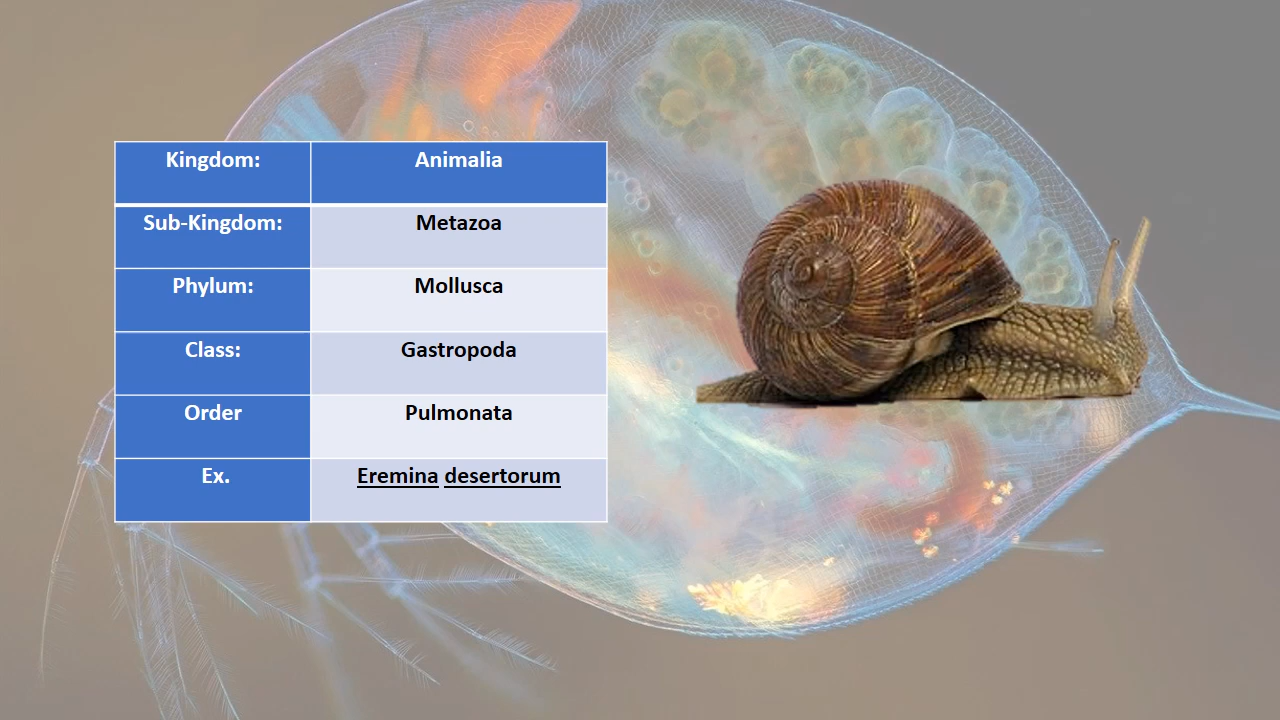 Kingdom: Animalia
Sub-Kingdom: Metazoa
Phylum: Mollusca
Class: Gastropoda
Order Pulmonata
Ex. Eremina desertorum